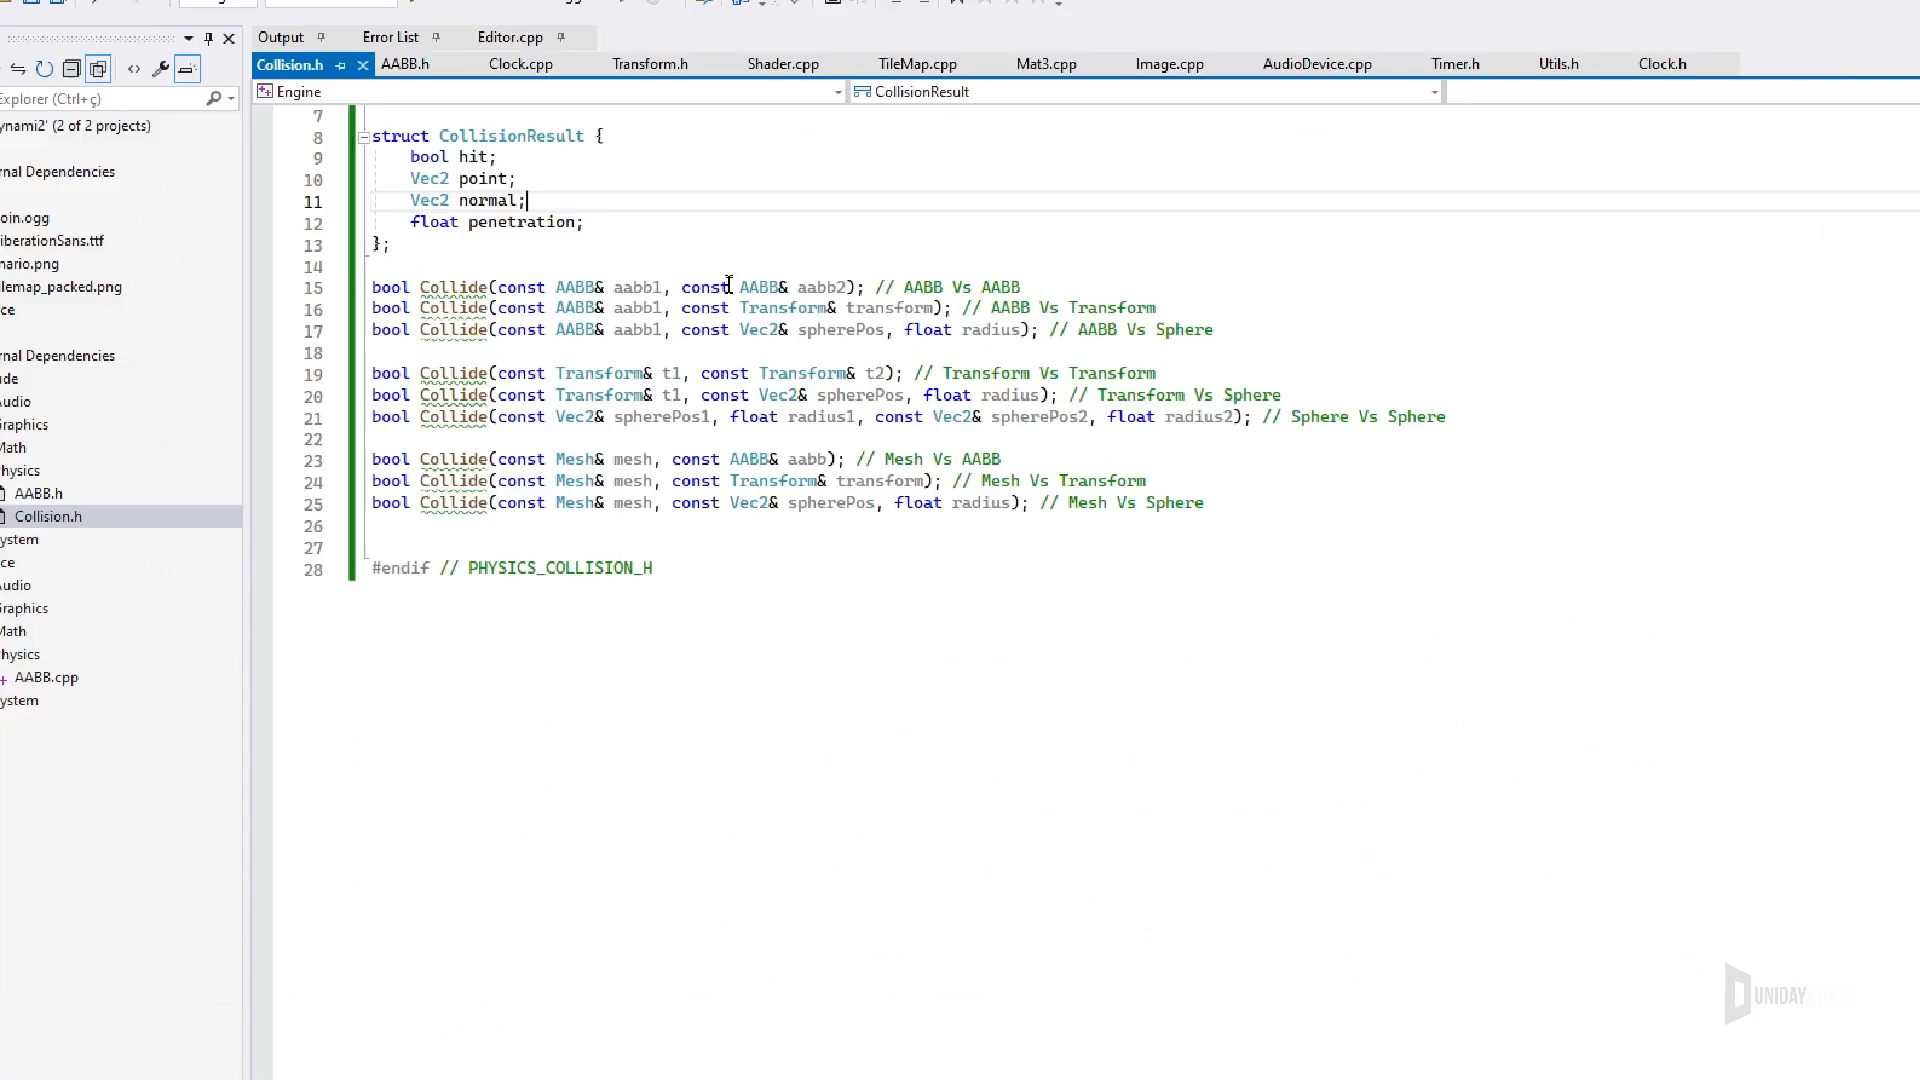 Output
Error List
Editor.cpp
Collision.h
AABB.h
Clock.cpp
Transform.h
Shader.cpp
TileMap.cpp
Mat3.cpp
Image.cpp
AudioDevice.cpp
Timer.h
Utils.h
Clock.h
Explorer (Ctrl+ç)
Engine
CollisionResult
ynami2' (2 of 2 projects)
rnal Dependencies
oin.ogg
iberationSans.ttf
nario.png
ilemap_packed.png
ce
rnal Dependencies
ude
Audio
Graphics
Math
Physics
AABB.h
Collision.h
ystem
ce
Audio
Graphics
Math
hysics
AABB.cpp
ystem
7
8 struct CollisionResult {
9 bool hit;
10 Vec2 point;
11 Vec2 normal;
12 float penetration;
13 };
14
15 bool Collide(const AABB& aabb1, const AABB& aabb2); // AABB Vs AABB
16 bool Collide(const AABB& aabb1, const Transform& transform); // AABB Vs Transform
17 bool Collide(const AABB& aabb1, const Vec2& spherePos, float radius); // AABB Vs Sphere
18
19 bool Collide(const Transform& t1, const Transform& t2); // Transform Vs Transform
20 bool Collide(const Transform& t1, const Vec2& spherePos, float radius); // Transform Vs Sphere
21 bool Collide(const Vec2& spherePos1, float radius1, const Vec2& spherePos2, float radius2); // Sphere Vs Sphere
22
23 bool Collide(const Mesh& mesh, const AABB& aabb); // Mesh Vs AABB
24 bool Collide(const Mesh& mesh, const Transform& transform); // Mesh Vs Transform
25 bool Collide(const Mesh& mesh, const Vec2& spherePos, float radius); // Mesh Vs Sphere
26
27
28 #endif // PHYSICS_COLLISION_H
UNIDAY